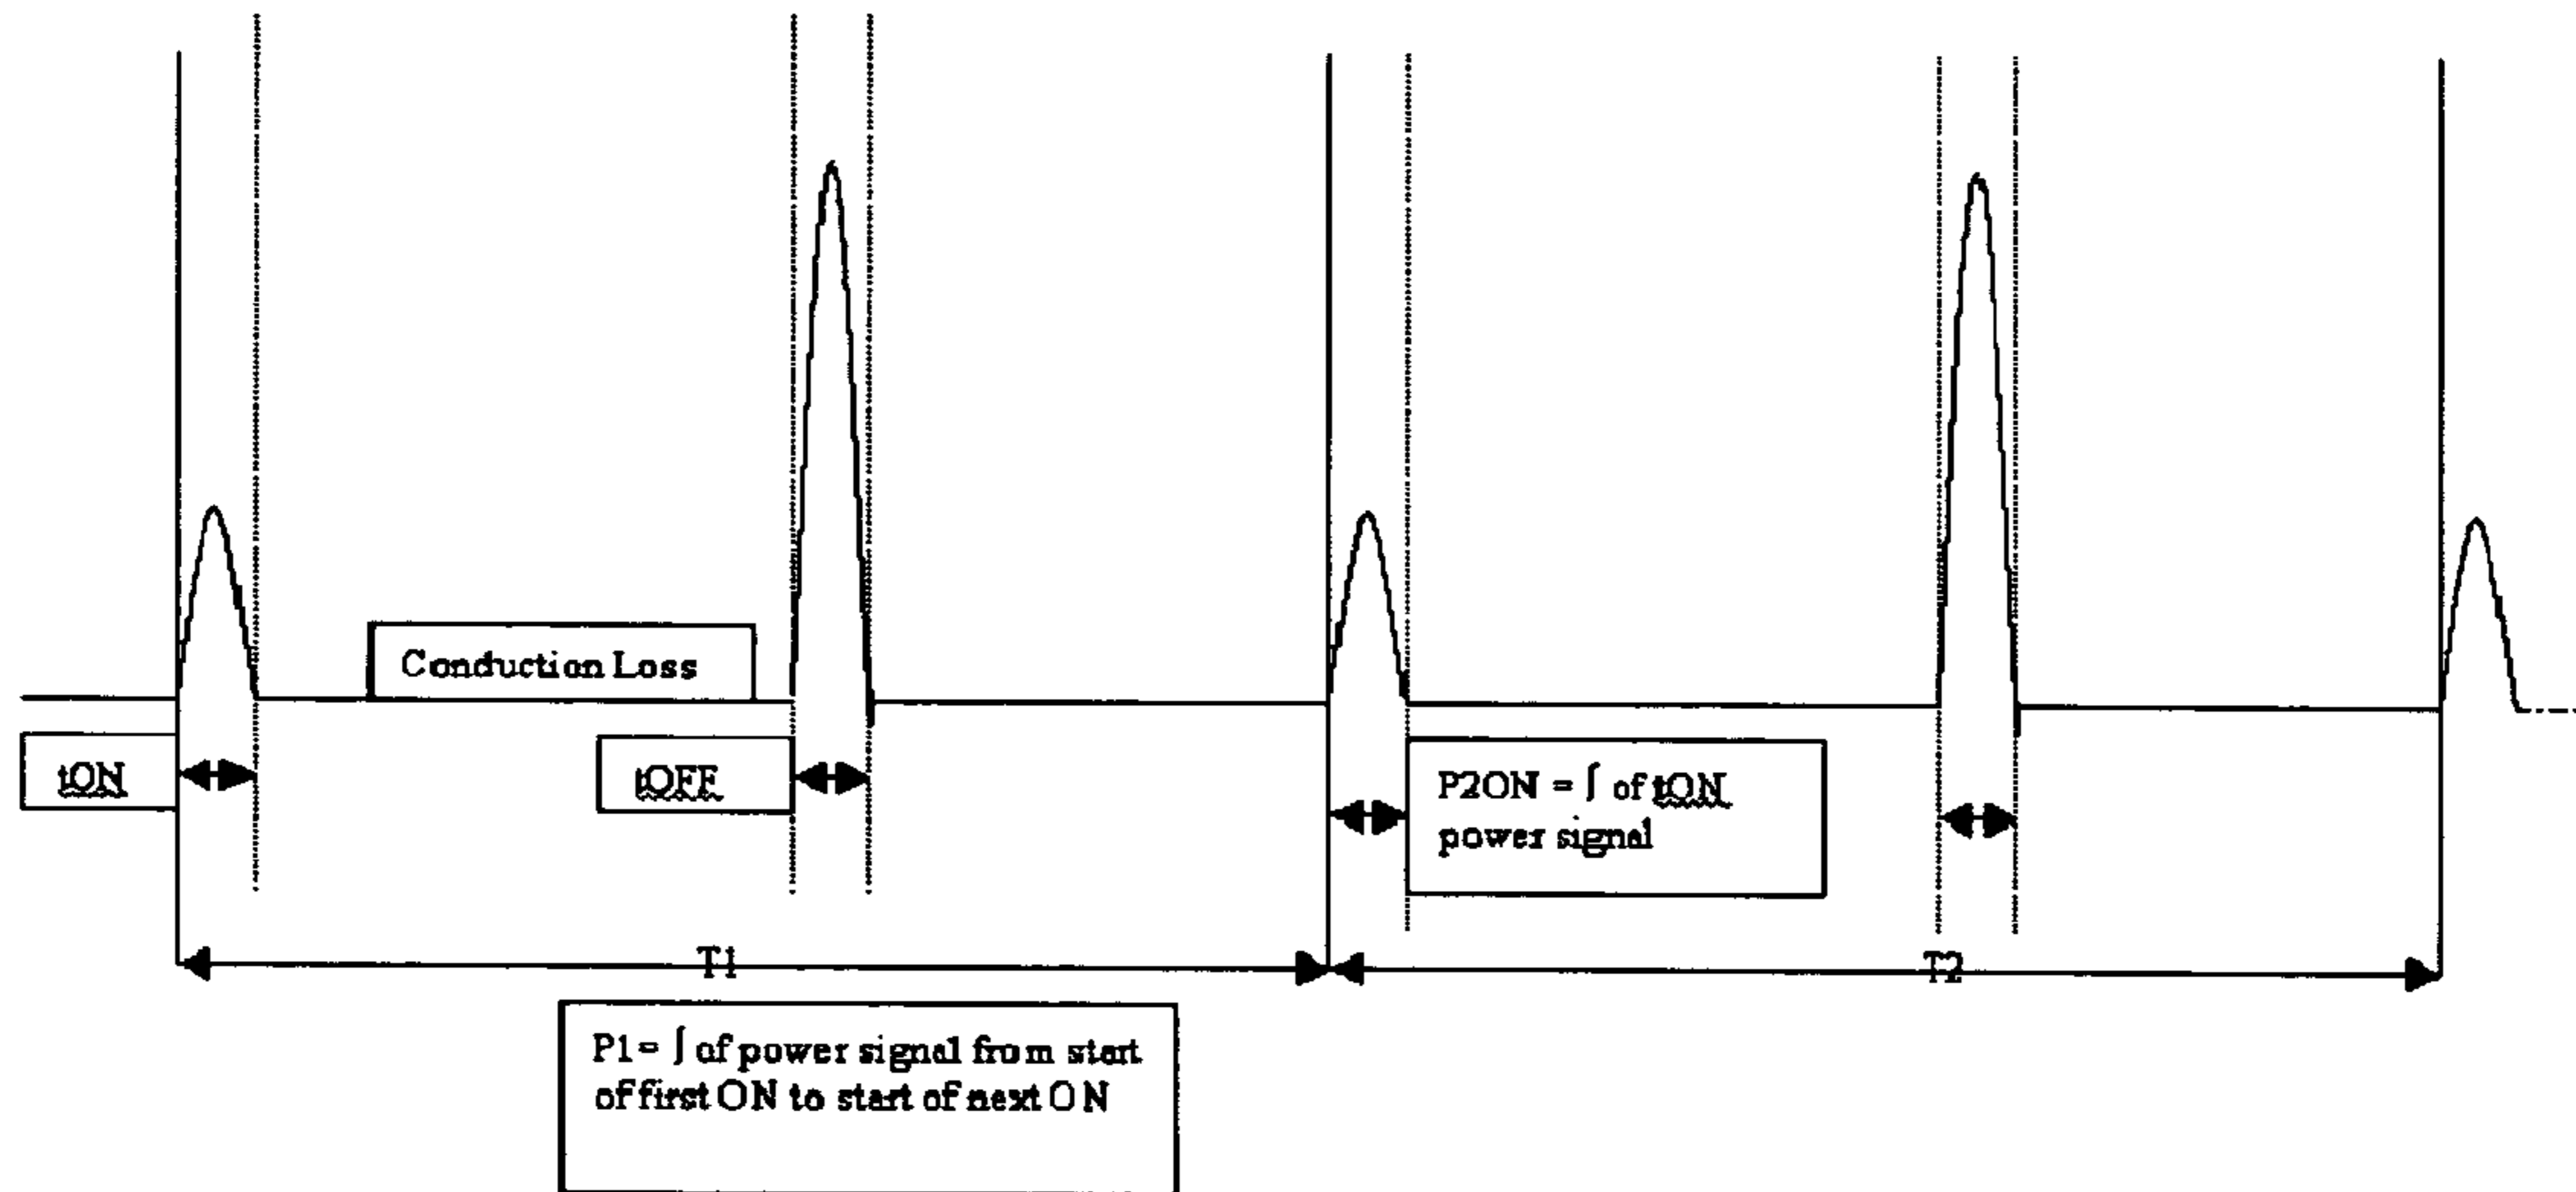 Conduction Loss
tON
tOFF
P2ON = ∫ of tON
power signal
T1
T2
P1= ∫ of power signal from start
of first ON to start of next ON